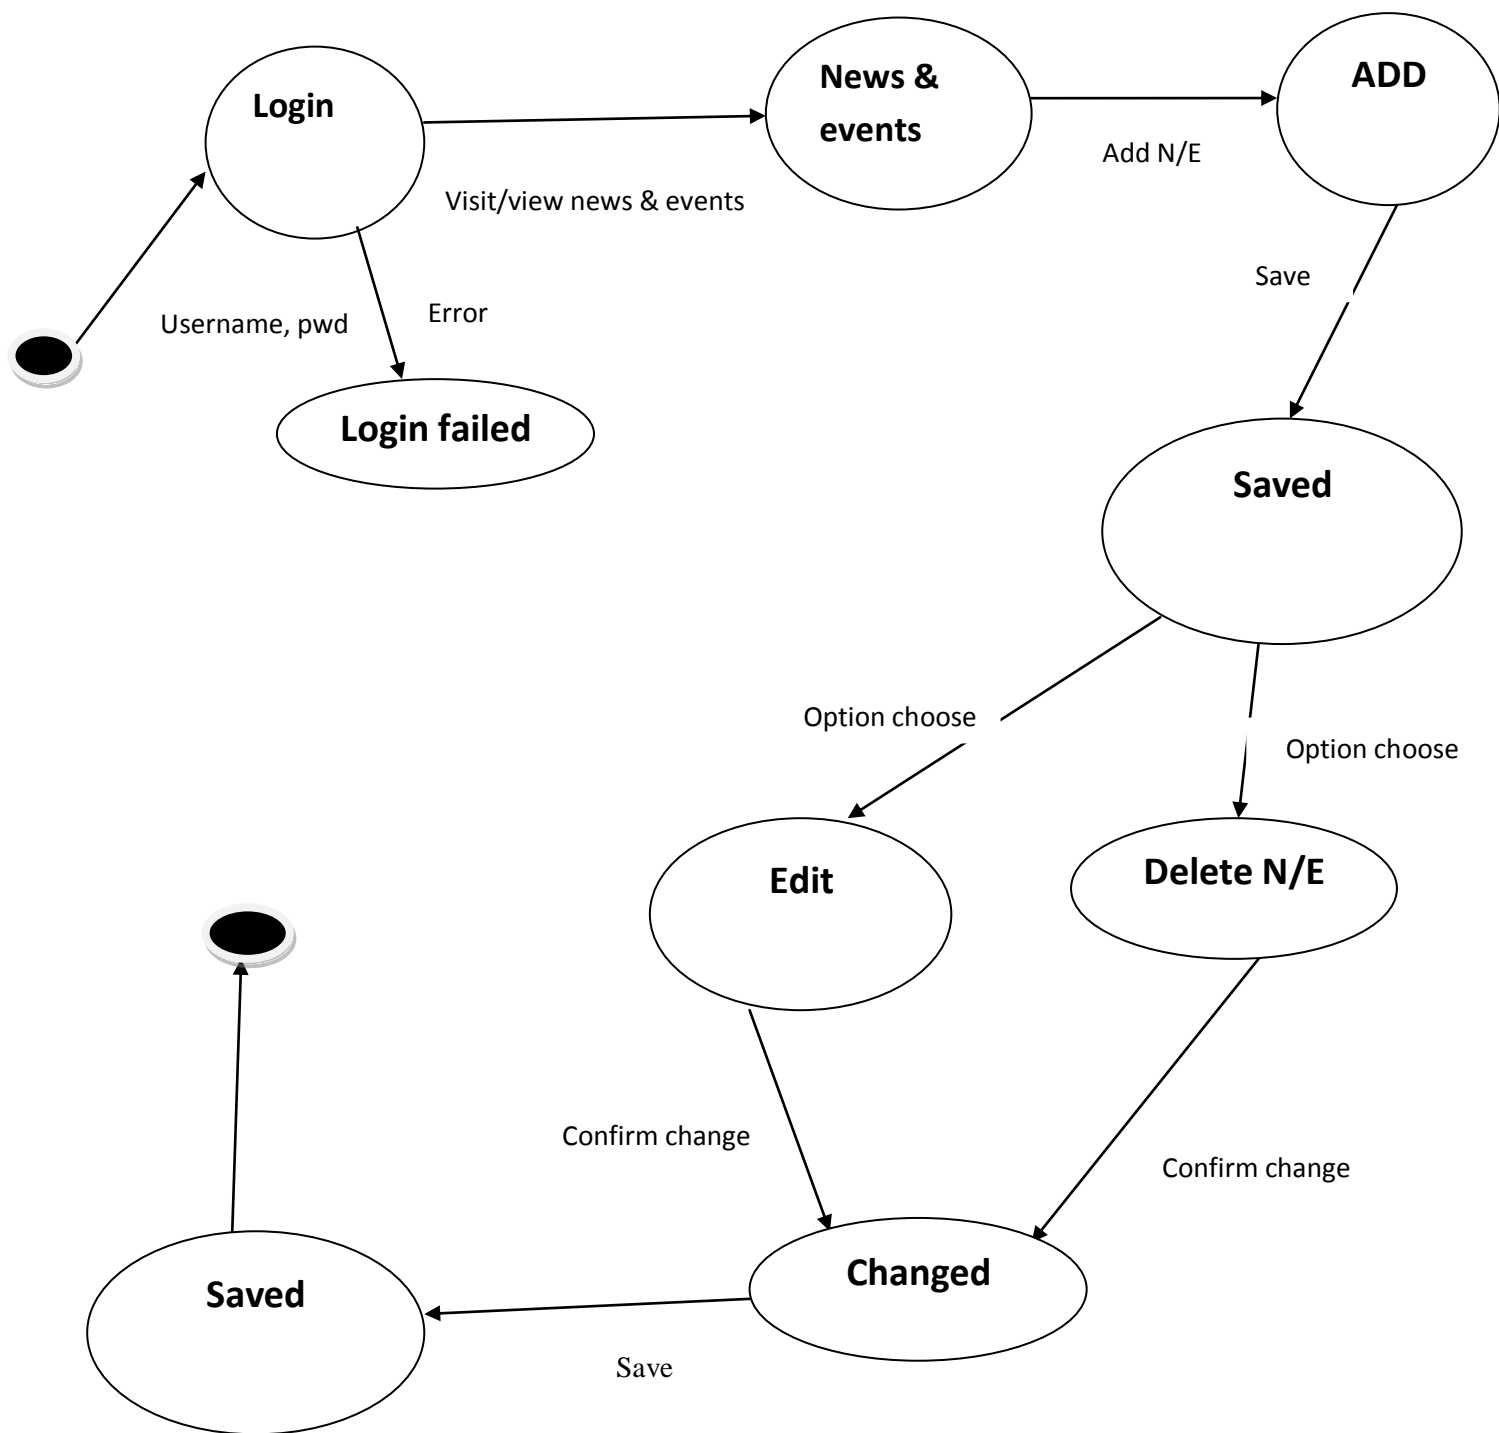 Login
News &
events
ADD
Add N/E
Visit/view news & events
Save
Username, pwd
Error
Login failed
Saved
Option choose
Option choose
Edit
Delete N/E
Confirm change
Confirm change
Changed
Saved
Save